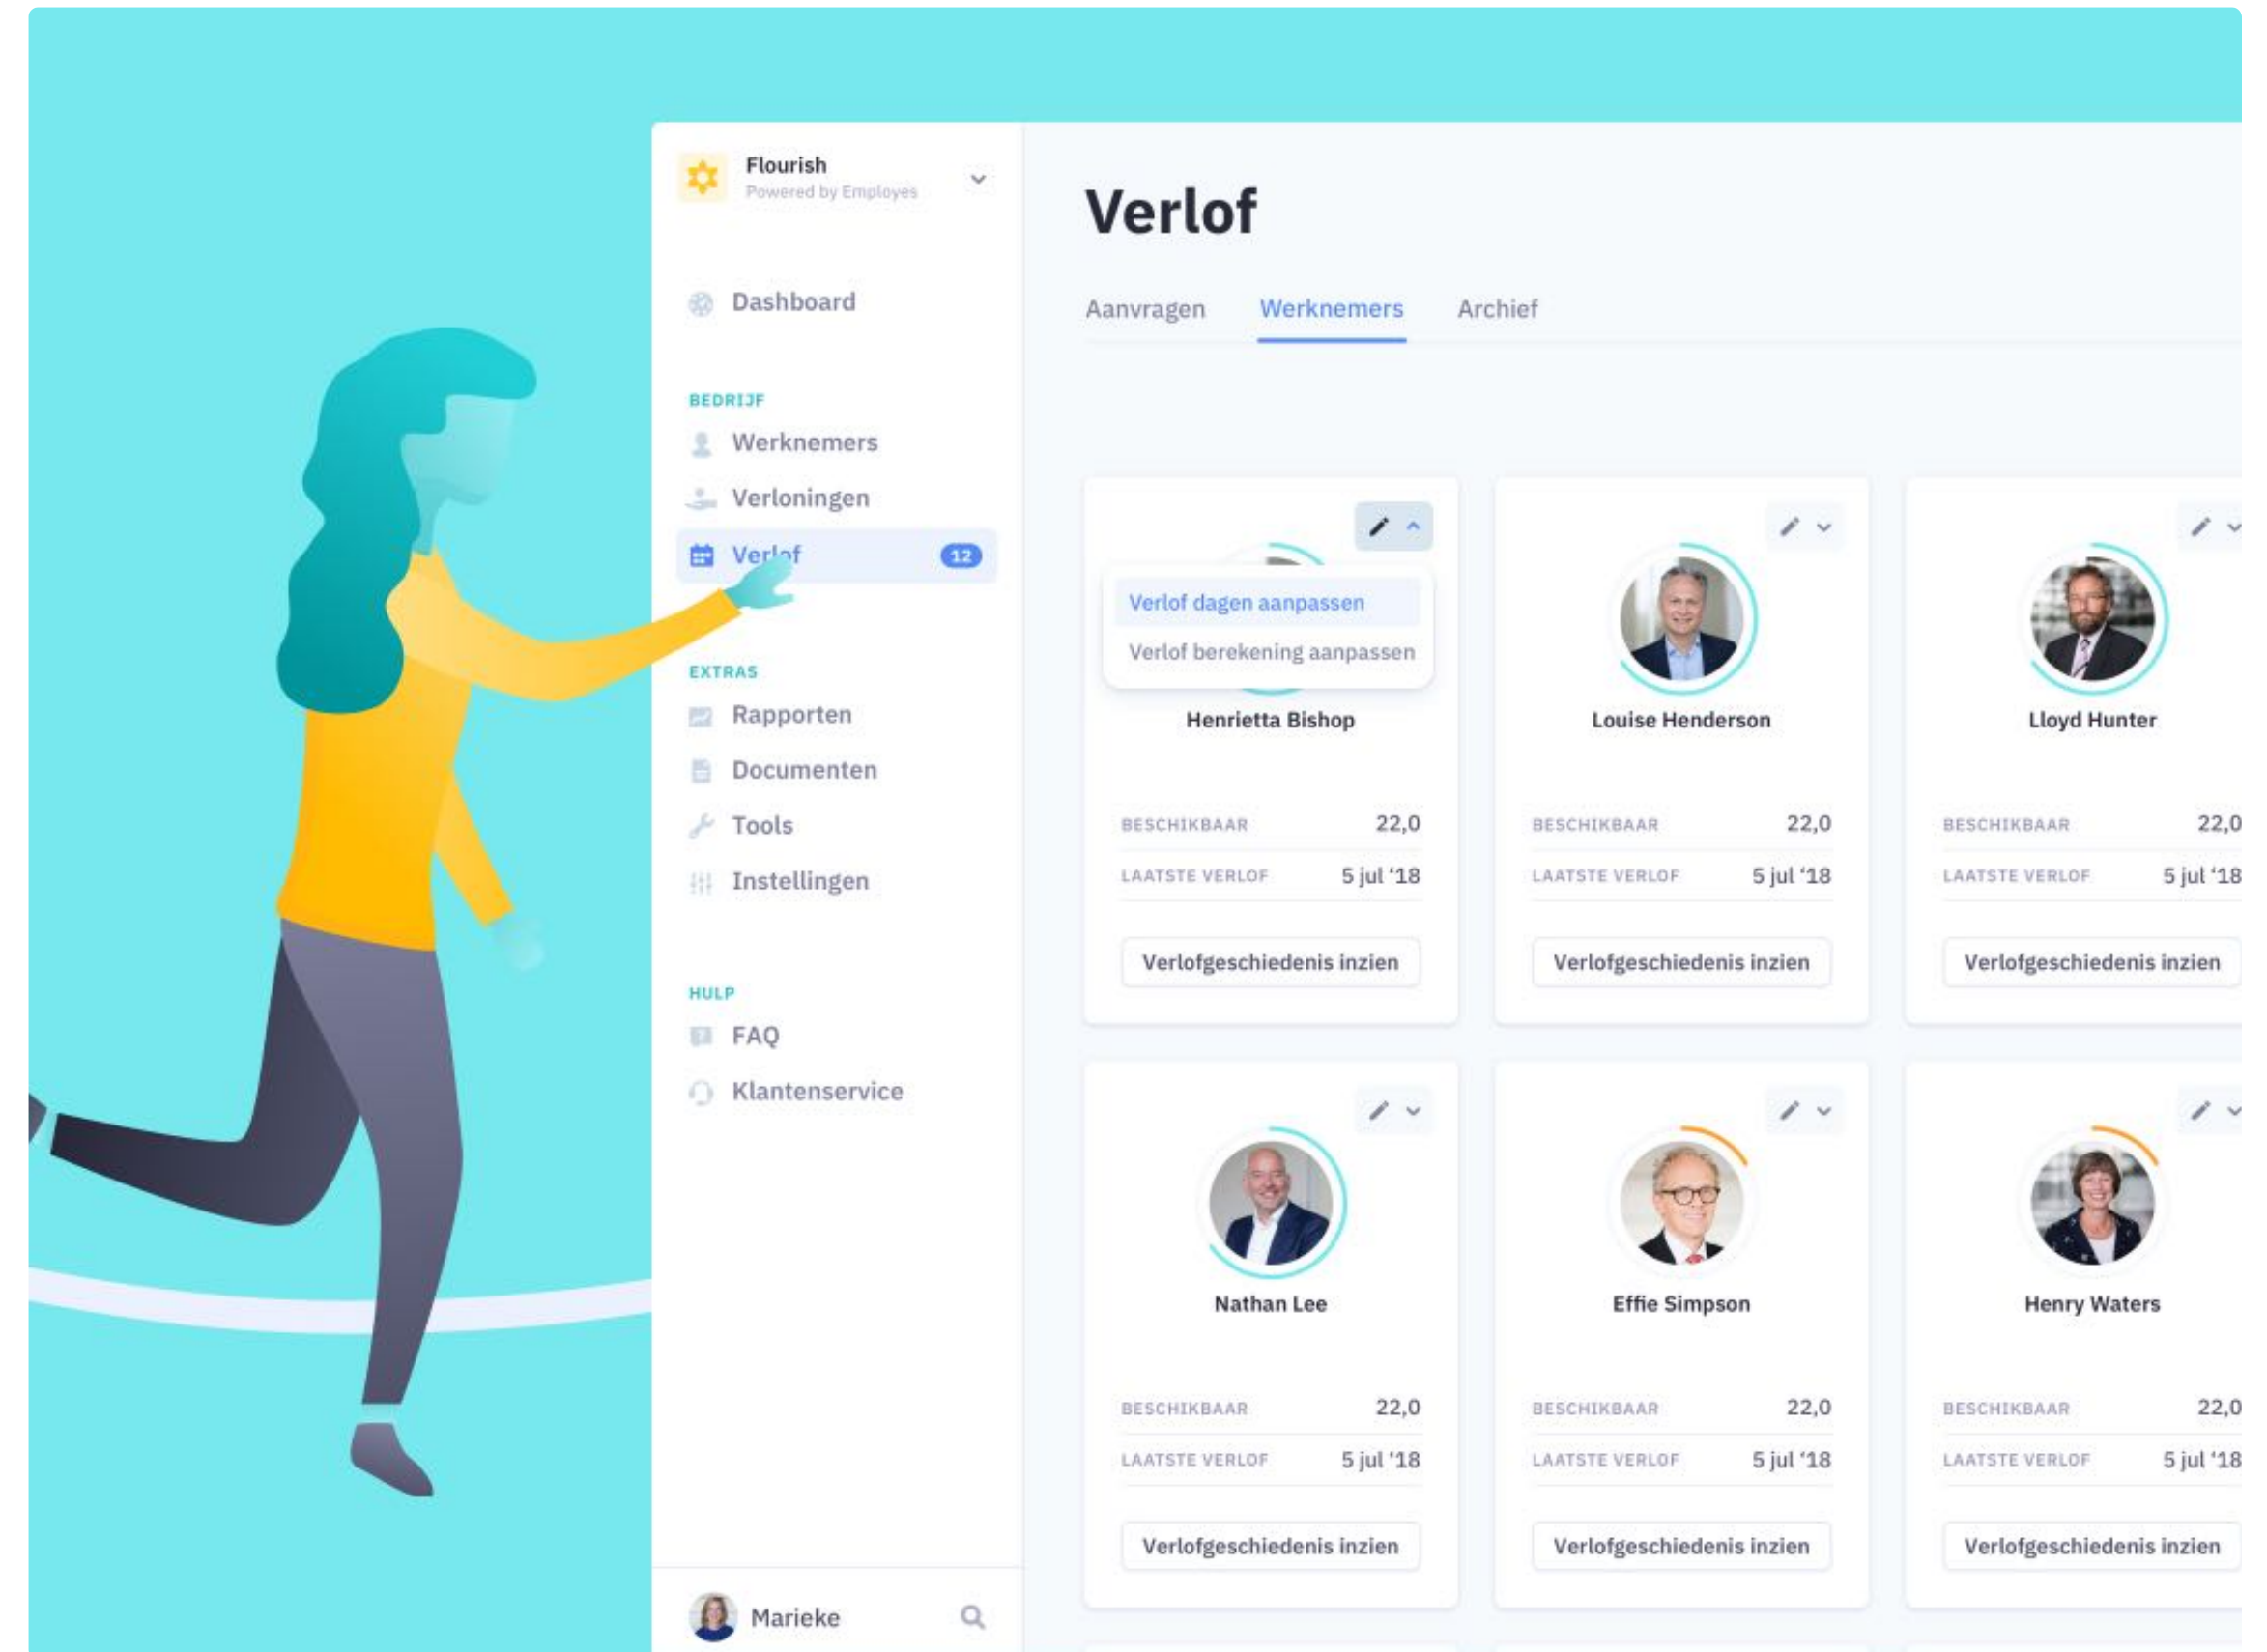 Flourish
Powered by Employes
Dashboard
BEDRIJF
Werknemers
Verloningen
Verlof 12
EXTRAS
Rapporten
Documenten
Tools
Instellingen
HULP
FAQ
Klantenservice
Marieke
Verlof
Aanvragen Werknemers Archief
Verlof dagen aanpassen
Verlof berekening aanpassen
Henrietta Bishop
BESCHIKBAAR 22,0
LAATSTE VERLOF 5 jul ‘18
Verlofgeschiedenis inzien
Louise Henderson
BESCHIKBAAR 22,0
LAATSTE VERLOF 5 jul ‘18
Verlofgeschiedenis inzien
Lloyd Hunter
BESCHIKBAAR 22,0
LAATSTE VERLOF 5 jul ‘18
Verlofgeschiedenis inzien
Nathan Lee
BESCHIKBAAR 22,0
LAATSTE VERLOF 5 jul ‘18
Verlofgeschiedenis inzien
Effie Simpson
BESCHIKBAAR 22,0
LAATSTE VERLOF 5 jul ‘18
Verlofgeschiedenis inzien
Henry Waters
BESCHIKBAAR 22,0
LAATSTE VERLOF 5 jul ‘18
Verlofgeschiedenis inzien